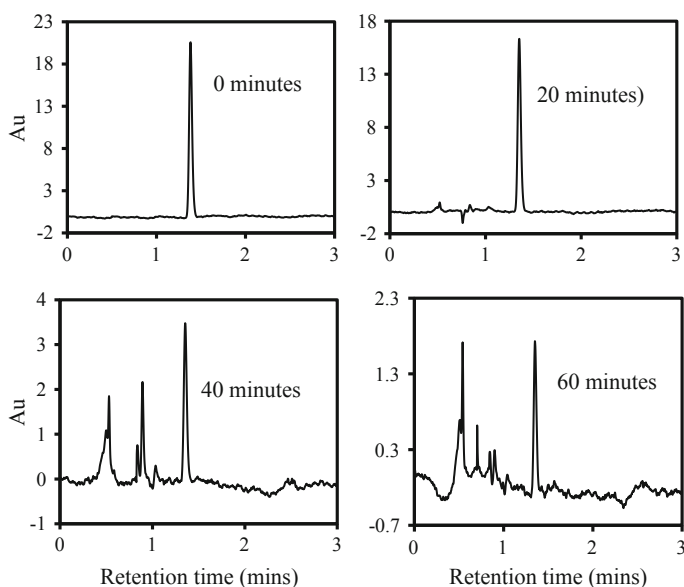 23
18
13
8
3
-2
Au
0 minutes
0 1 2 3
18
13
8
3
-2
20 minutes)
0 1 2 3
4
3
2
1
0
-1
Au
40 minutes
0 1 2 3
Retention time (mins)
2.3
1.3
0.3
-0.7
60 minutes
0 1 2 3
Retention time (mins)